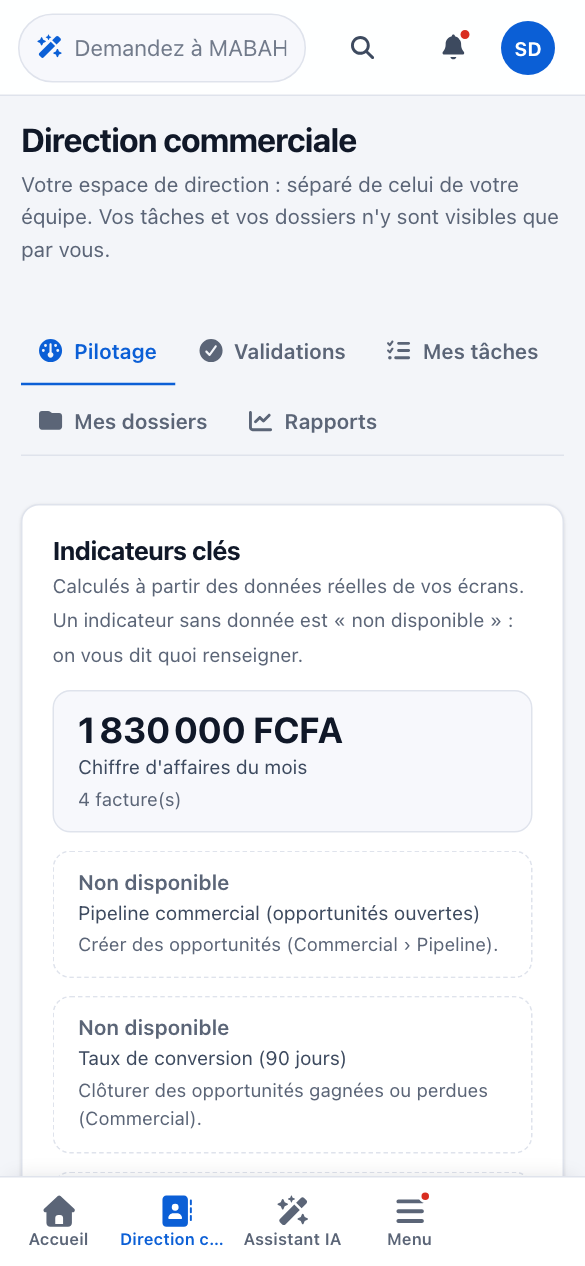 Demandez à MABAH
SD
Direction commerciale
Votre espace de direction : séparé de celui de votre
équipe. Vos tâches et vos dossiers n'y sont visibles que
par vous.
Pilotage
Validations
Mes tâches
Mes dossiers
Rapports
Indicateurs clés
Calculés à partir des données réelles de vos écrans.
Un indicateur sans donnée est « non disponible » :
on vous dit quoi renseigner.
1 830 000 FCFA
Chiffre d'affaires du mois
4 facture(s)
Non disponible
Pipeline commercial (opportunités ouvertes)
Créer des opportunités (Commercial › Pipeline).
Non disponible
Taux de conversion (90 jours)
Clôturer des opportunités gagnées ou perdues
(Commercial).
Accueil
Direction c...
Assistant IA
Menu